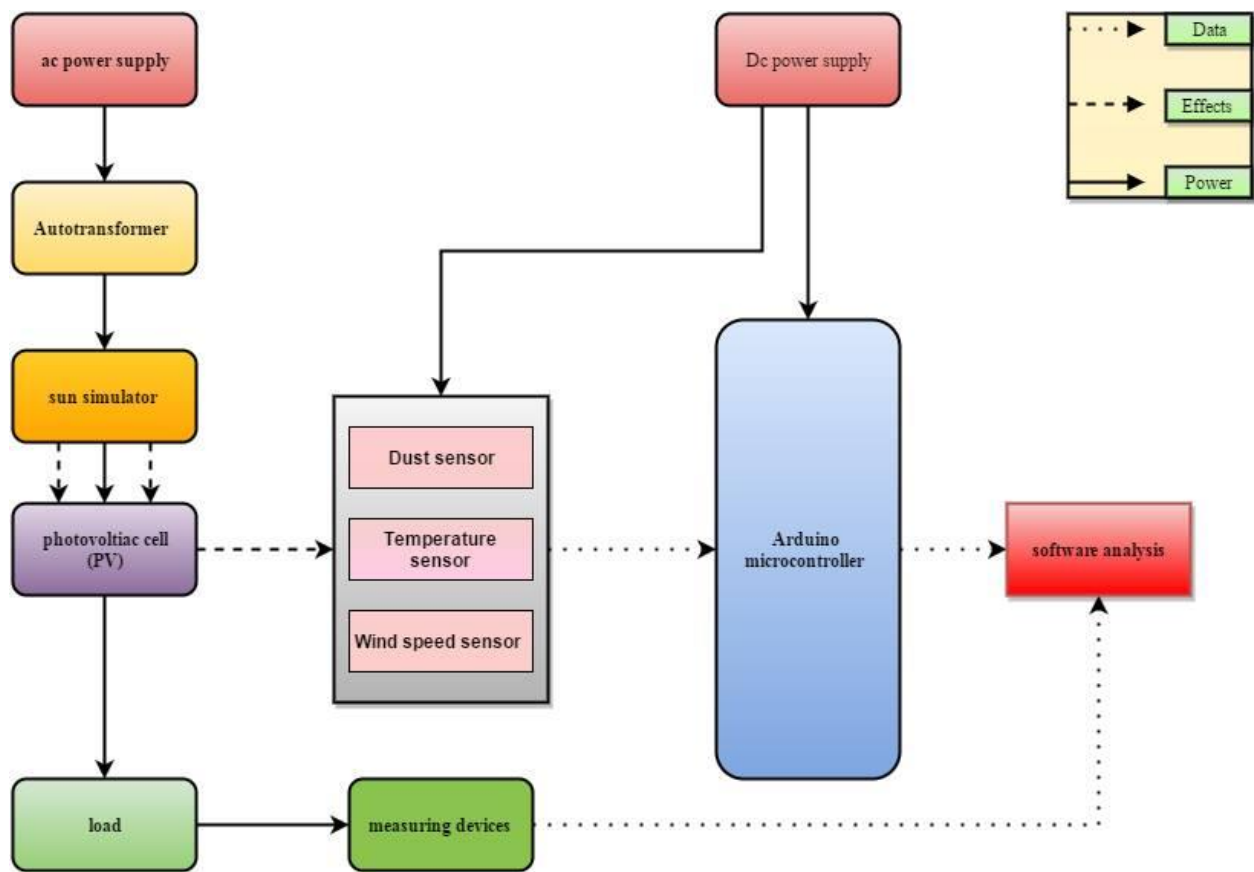 ac power supply
Dc power supply
Data
Effects
Power
Autotransformer
sun simulator
Dust sensor
photovoltiac cell
(PV)
Temperature
sensor
Arduino
microcontroller
software analysis
Wind speed sensor
load
measuring devices